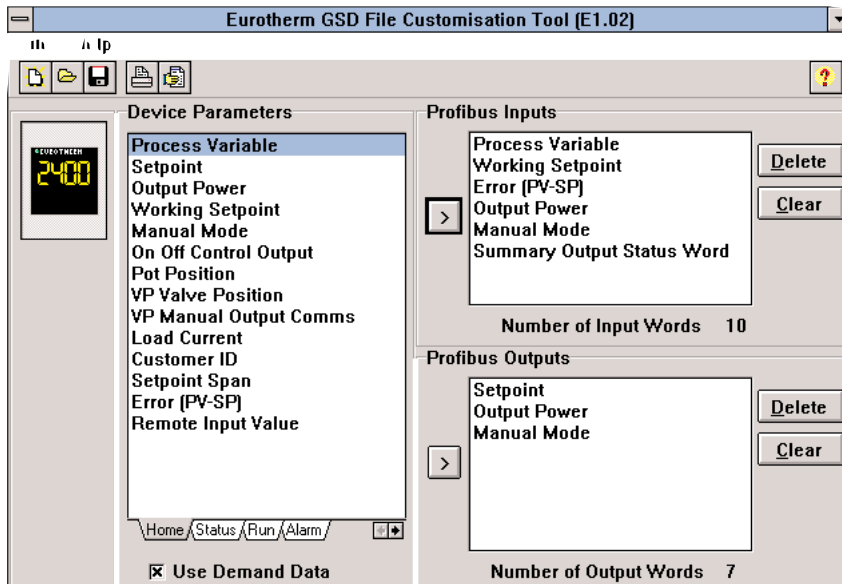 Eurotherm GSD File Customisation Tool (E1.02)
Device Parameters
EUROTHERM
2400
Process Variable
Setpoint
Output Power
Working Setpoint
Manual Mode
On Off Control Output
Pot Position
VP Valve Position
VP Manual Output Comms
Load Current
Customer ID
Setpoint Span
Error (PV-SP)
Remote Input Value
Home Status Run Alarm
Use Demand Data
Profibus Inputs
>
Process Variable
Working Setpoint
Error (PV-SP)
Output Power
Manual Mode
Summary Output Status Word
Delete
Clear
Number of Input Words 10
Profibus Outputs
>
Setpoint
Output Power
Manual Mode
Delete
Clear
Number of Output Words 7